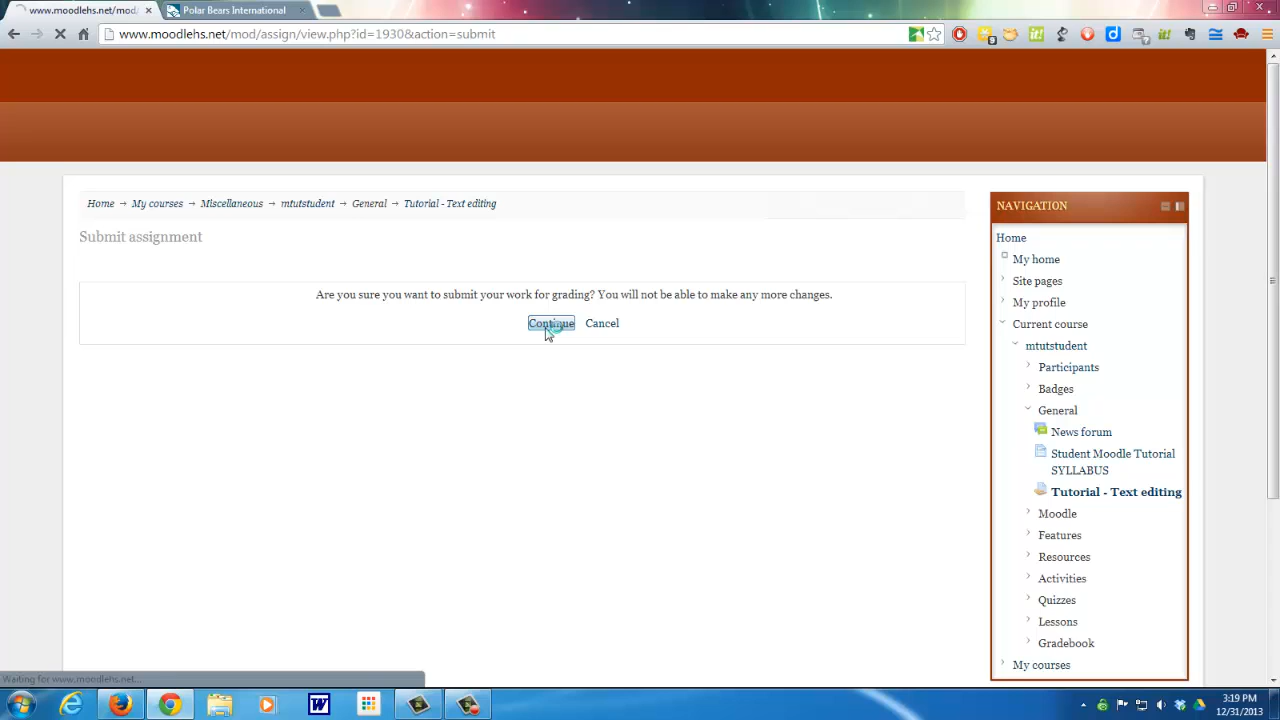 www.moodlehs.net/mod/
Polar Bears International
www.moodlehs.net/mod/assign/view.php?id=1930&action=submit
Home → My courses → Miscellaneous → mtutstudent → General → Tutorial - Text editing
Submit assignment
Are you sure you want to submit your work for grading? You will not be able to make any more changes.
Continue Cancel
NAVIGATION
Home
My home
Site pages
My profile
Current course
mtutstudent
Participants
Badges
General
News forum
Student Moodle Tutorial
SYLLABUS
Tutorial - Text editing
Moodle
Features
Resources
Activities
Quizzes
Lessons
Gradebook
My courses
Waiting for www.moodlehs.net...
3:19 PM
12/31/2013